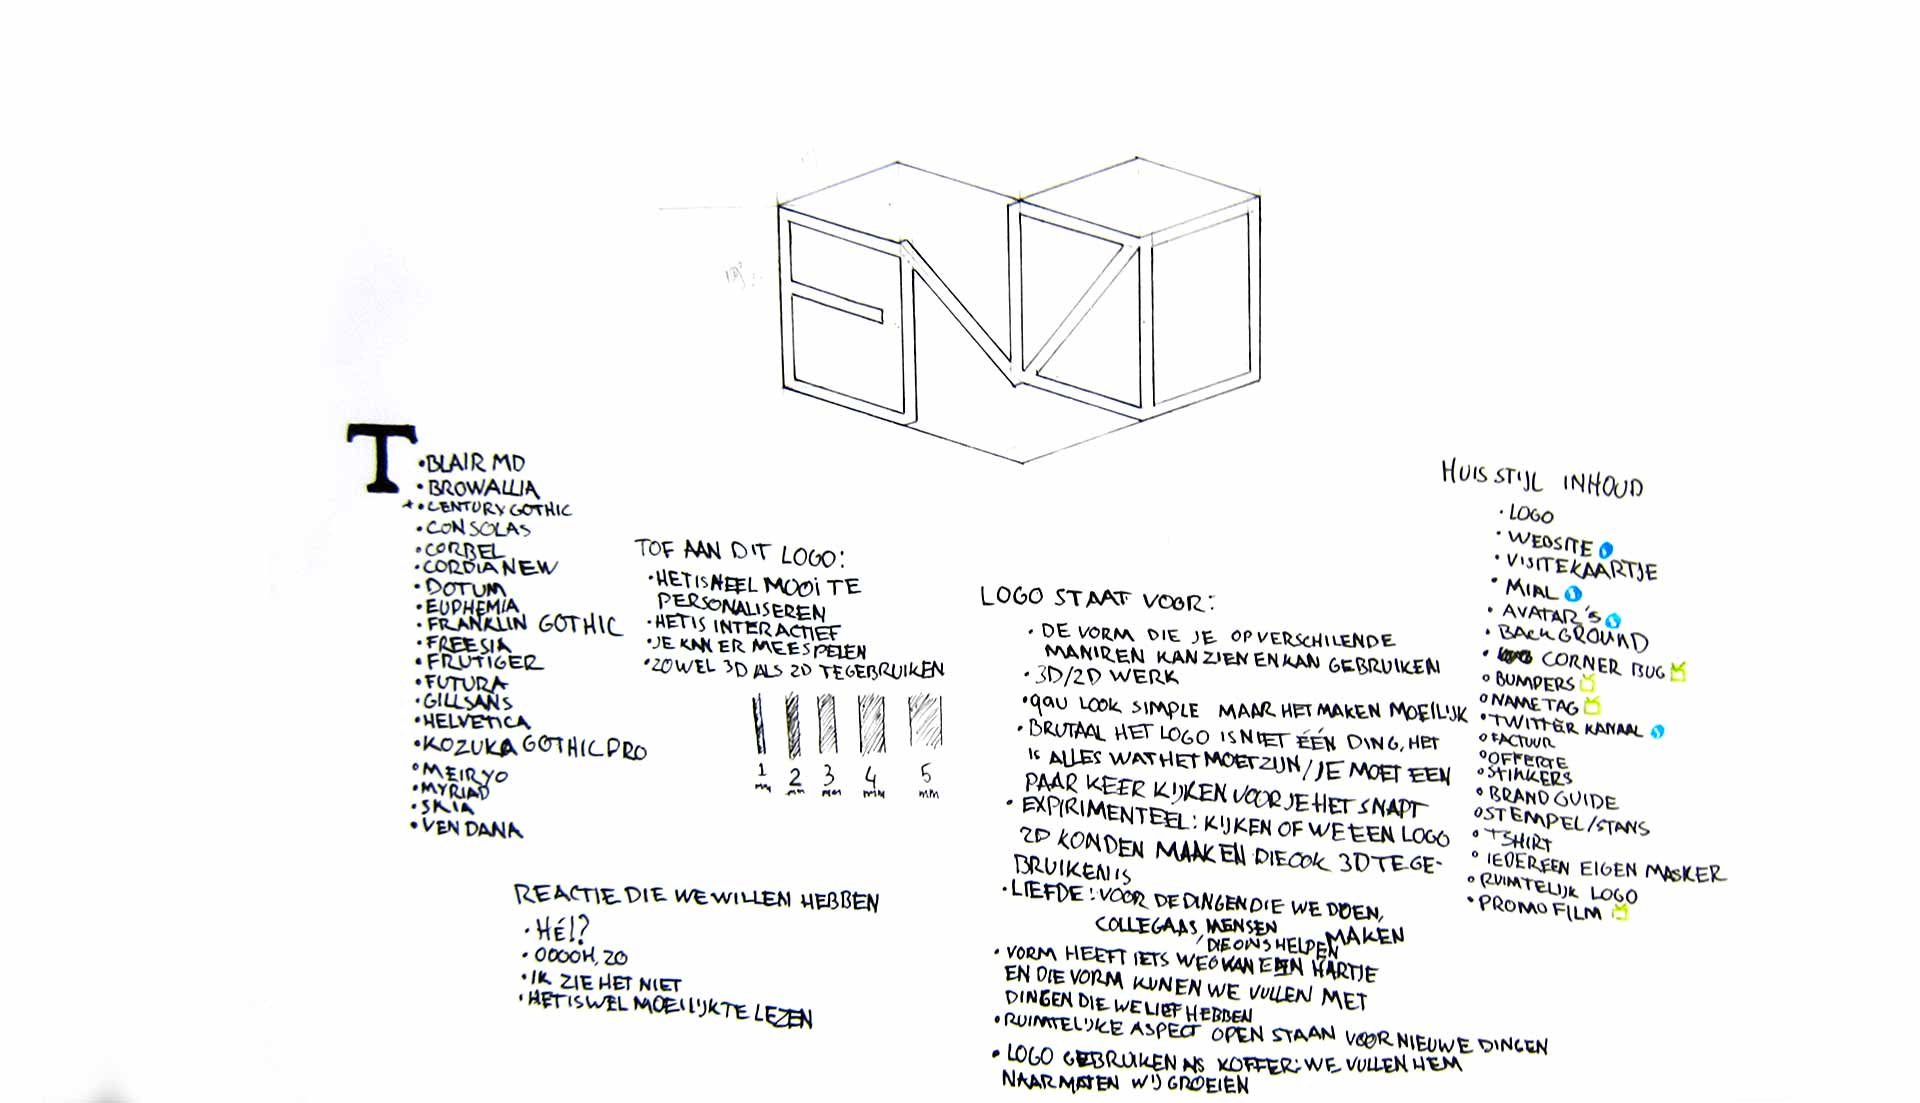 T
• BLAIR MD
• BROWALLIA
* • CENTURY GOTHIC
• CONSOLAS
• CORBEL
• CORDIA NEW
• DOTUM
• EUPHEMIA
• FRANKLIN GOTHIC
• FREESIA
• FRUTIGER
• FUTURA
• GILLSANS
• HELVETICA
• KOZUKA GOTHIC PRO
• MEIRYO
• MYRIAD
• SKIA
• VENDANA
TOF AAN DIT LOGO:
• HET IS HEEL MOOI TE
PERSONALISEREN
• HET IS INTERACTIEF
• JE KAN ER MEE SPELEN
• ZOWEL 3D ALS 2D TE GEBRUIKEN
1 2 3 4 5
mm mm mm mm mm
REACTIE DIE WE WILLEN HEBBEN
• HÉ!?
• OOOOH, ZO
• IK ZIE HET NIET
• HET IS WEL MOEILIJK TE LEZEN
LOGO STAAT VOOR:
• DE VORM DIE JE OP VERSCHILENDE
MANIREN KAN ZIEN EN KAN GEBRUIKEN
• 3D/2D WERK
• LOOK SIMPLE MAAR HET MAKEN MOEILIJK
• BRUTAAL HET LOGO IS NIET ÉÉN DING, HET
IS ALLES WAT HET MOET ZIJN / JE MOET EEN
PAAR KEER KIJKEN VOOR JE HET SNAPT
• EXPIRIMENTEEL: KIJKEN OF WE EEN LOGO
2D KONDEN MAAKEN DIE OOK 3D TE GE-
BRUIKEN IS
• LIEFDE: VOOR DE DINGEN DIE WE DOEN,
COLLEGAAS, MENSEN MAKEN
DIE ONS HELPEN
• VORM HEEFT IETS WEG VAN EEN HARTJE
EN DIE VORM KUNEN WE VULLEN MET
DINGEN DIE WE LIEF HEBBEN
• RUIMTELIJKE ASPECT OPEN STAAN VOOR NIEUWE DINGEN
• LOGO GEBRUIKEN ALS KOFFER: WE VULLEN HEM
NAAR MATEN WIJ GROEIEN
HUISSTIJL INHOUD
• LOGO
• WEBSITE
• VISITEKAARTJE
• MIAL
• AVATAR'S
• BACKGROUND
• CORNER BUG
• BUMPERS
• NAMETAG
• TWITTER KANAAL
• FACTUUR
• OFFERTE
• STIKKERS
• BRAND GUIDE
• STEMPEL/STANS
• TSHIRT
• IEDEREEN EIGEN MASKER
• RUIMTELIJK LOGO
• PROMO FILM